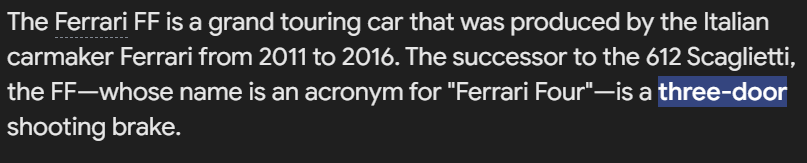 The Ferrari FF is a grand touring car that was produced by the Italian
carmaker Ferrari from 2011 to 2016. The successor to the 612 Scaglietti,
the FF—whose name is an acronym for "Ferrari Four"—is a three-door
shooting brake.